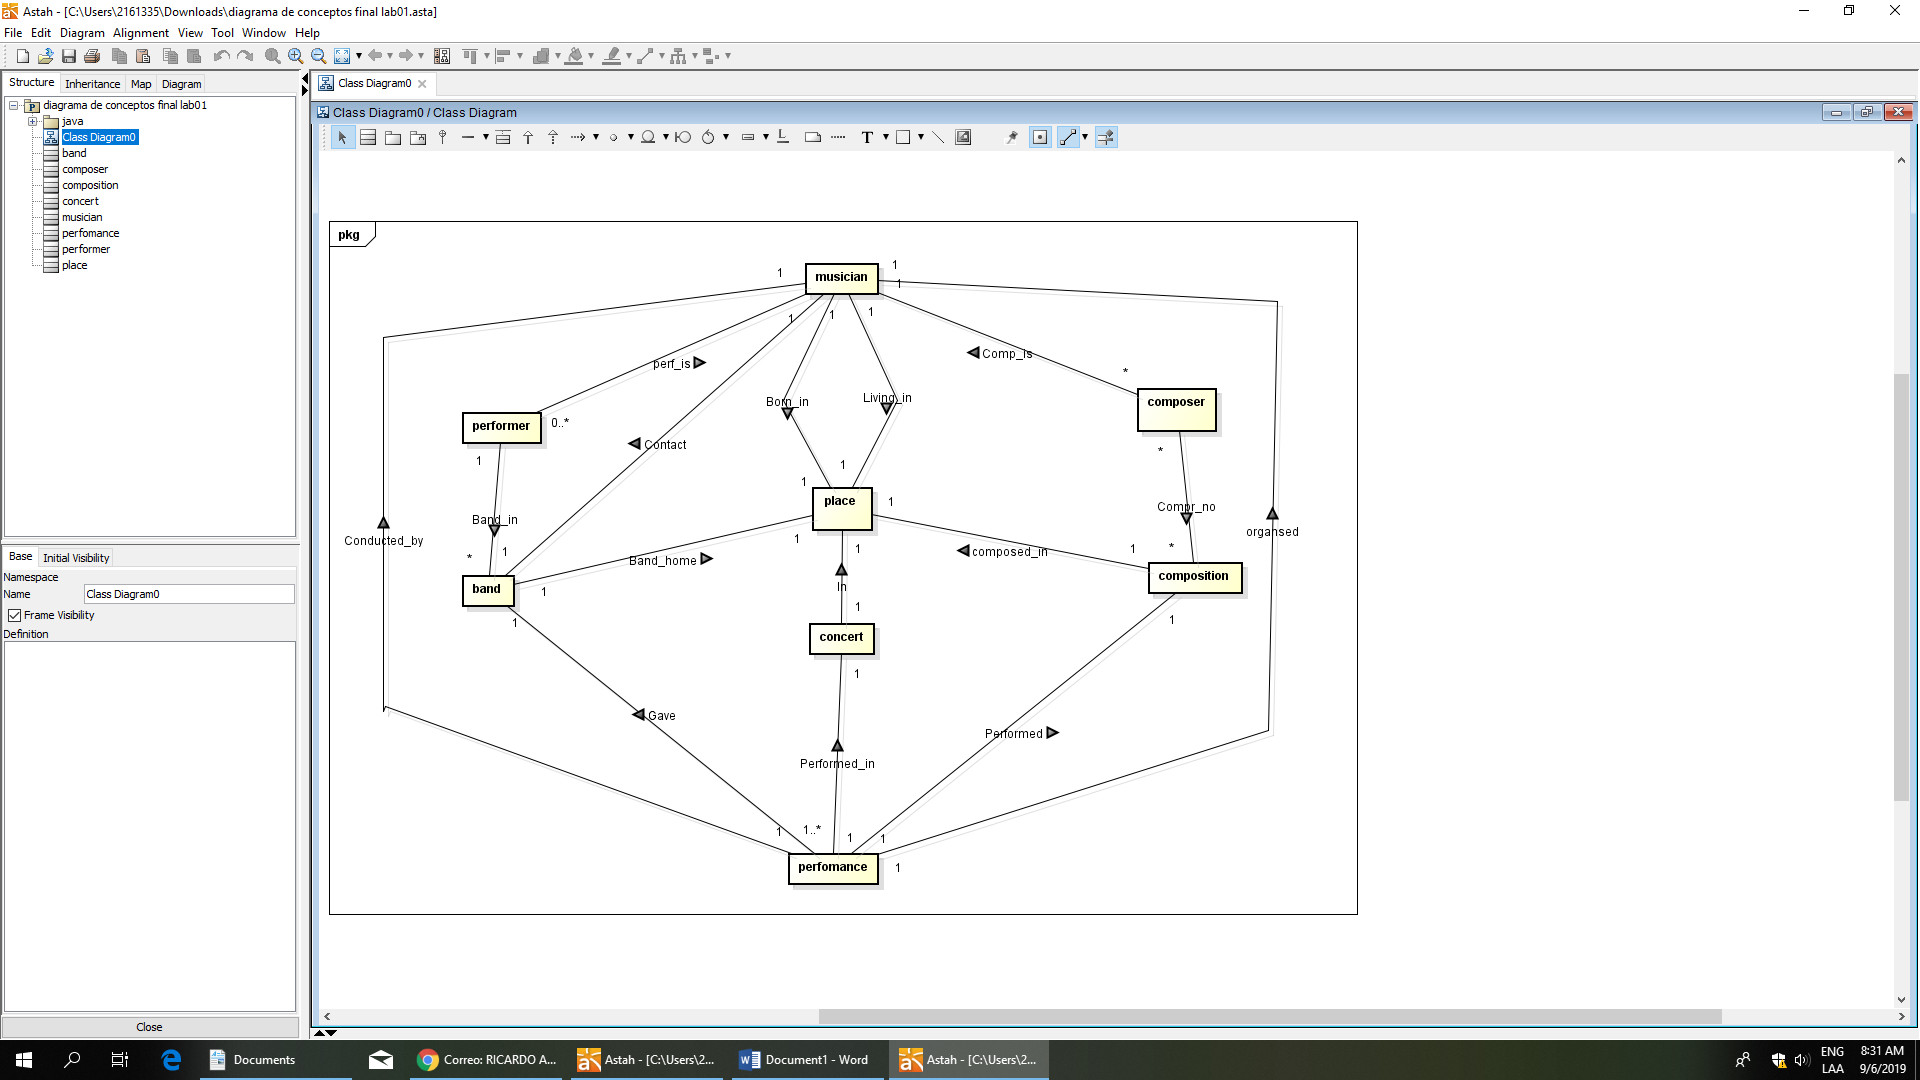 Astah - [C:\Users\2161335\Downloads\diagrama de conceptos final lab01.asta]
File Edit Diagram Alignment View Tool Window Help
Structure Inheritance Map Diagram
diagrama de conceptos final lab01
java
Class Diagram0
band
composer
composition
concert
musician
perfomance
performer
place
Base Initial Visibility
Namespace
Name Class Diagram0
Frame Visibility
Definition
Close
Class Diagram0
Class Diagram0 / Class Diagram
T
pkg
1 musician 1
1
1 1 1
perf_is
Comp_is
*
Born_in Living_in
composer
performer 0..*
Contact
1
*
1
1 place 1
Band_in
Compr_no
Conducted_by
organsed
* 1
Band_home
1 1
composed_in
1 *
band 1
In
composition
1
1
1
concert
1
Gave
Performed
Performed_in
1 1..* 1 1
perfomance 1
Documents
Correo: RICARDO A...
Astah - [C:\Users\2...
Document1 - Word
Astah - [C:\Users\2...
ENG
LAA
8:31 AM
9/6/2019